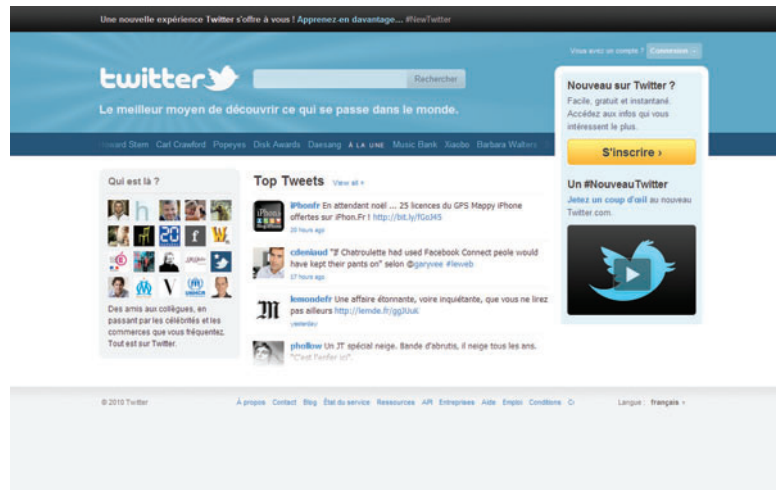 Une nouvelle expérience Twitter s'offre à vous ! Apprenez-en davantage... #NewTwitter
Vous avez un compte ? Connexion
twitter
Rechercher
Le meilleur moyen de découvrir ce qui se passe dans le monde.
Howard Stern Carl Crawford Popeyes Disk Awards Daesang À LA UNE Music Bank Xiaobo Barbara Walters
Nouveau sur Twitter ?
Facile, gratuit et instantané.
Accédez aux infos qui vous
intéressent le plus.
S'inscrire ›
Un #NouveauTwitter
Jetez un coup d'œil au nouveau
Twitter.com.
Qui est là ?
Des amis aux collègues, en
passant par les célébrités et les
commerces que vous fréquentez.
Tout est sur Twitter.
Top Tweets View all
iPhonfr En attendant noël ... 25 licences du GPS Mappy iPhone
offertes sur iPhon.Fr ! http://bit.ly/fGoJ45
20 hours ago
cdeniaud "If Chatroulette had used Facebook Connect peole would
have kept their pants on" selon @garyvee #leweb
17 hours ago
lemondefr Une affaire étonnante, voire inquiétante, que vous ne lirez
pas ailleurs
yesterday
phollow Un JT spécial neige. Bande d'abrutis, il neige tous les ans.
"C'est l'enfer ici".
© 2010 Twitter
À propos Contact Blog État du service Ressources API Entreprises Aide Emploi Conditions
Langue : français